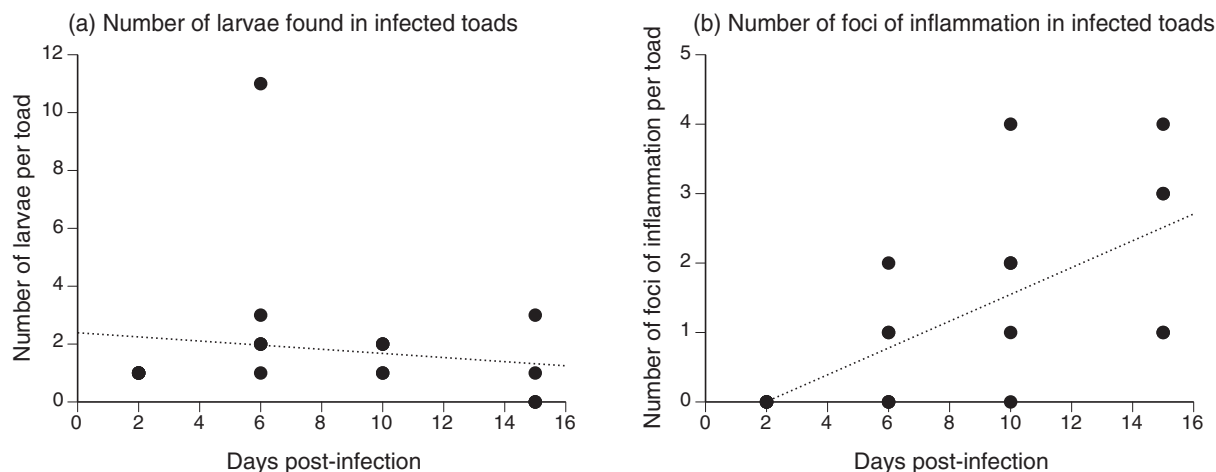 (a) Number of larvae found in infected toads
Number of larvae per toad
12
10
8
6
4
2
0
0 2 4 6 8 10 12 14 16
Days post-infection
(b) Number of foci of inflammation in infected toads
Number of foci of inflammation per toad
5
4
3
2
1
0
0 2 4 6 8 10 12 14 16
Days post-infection